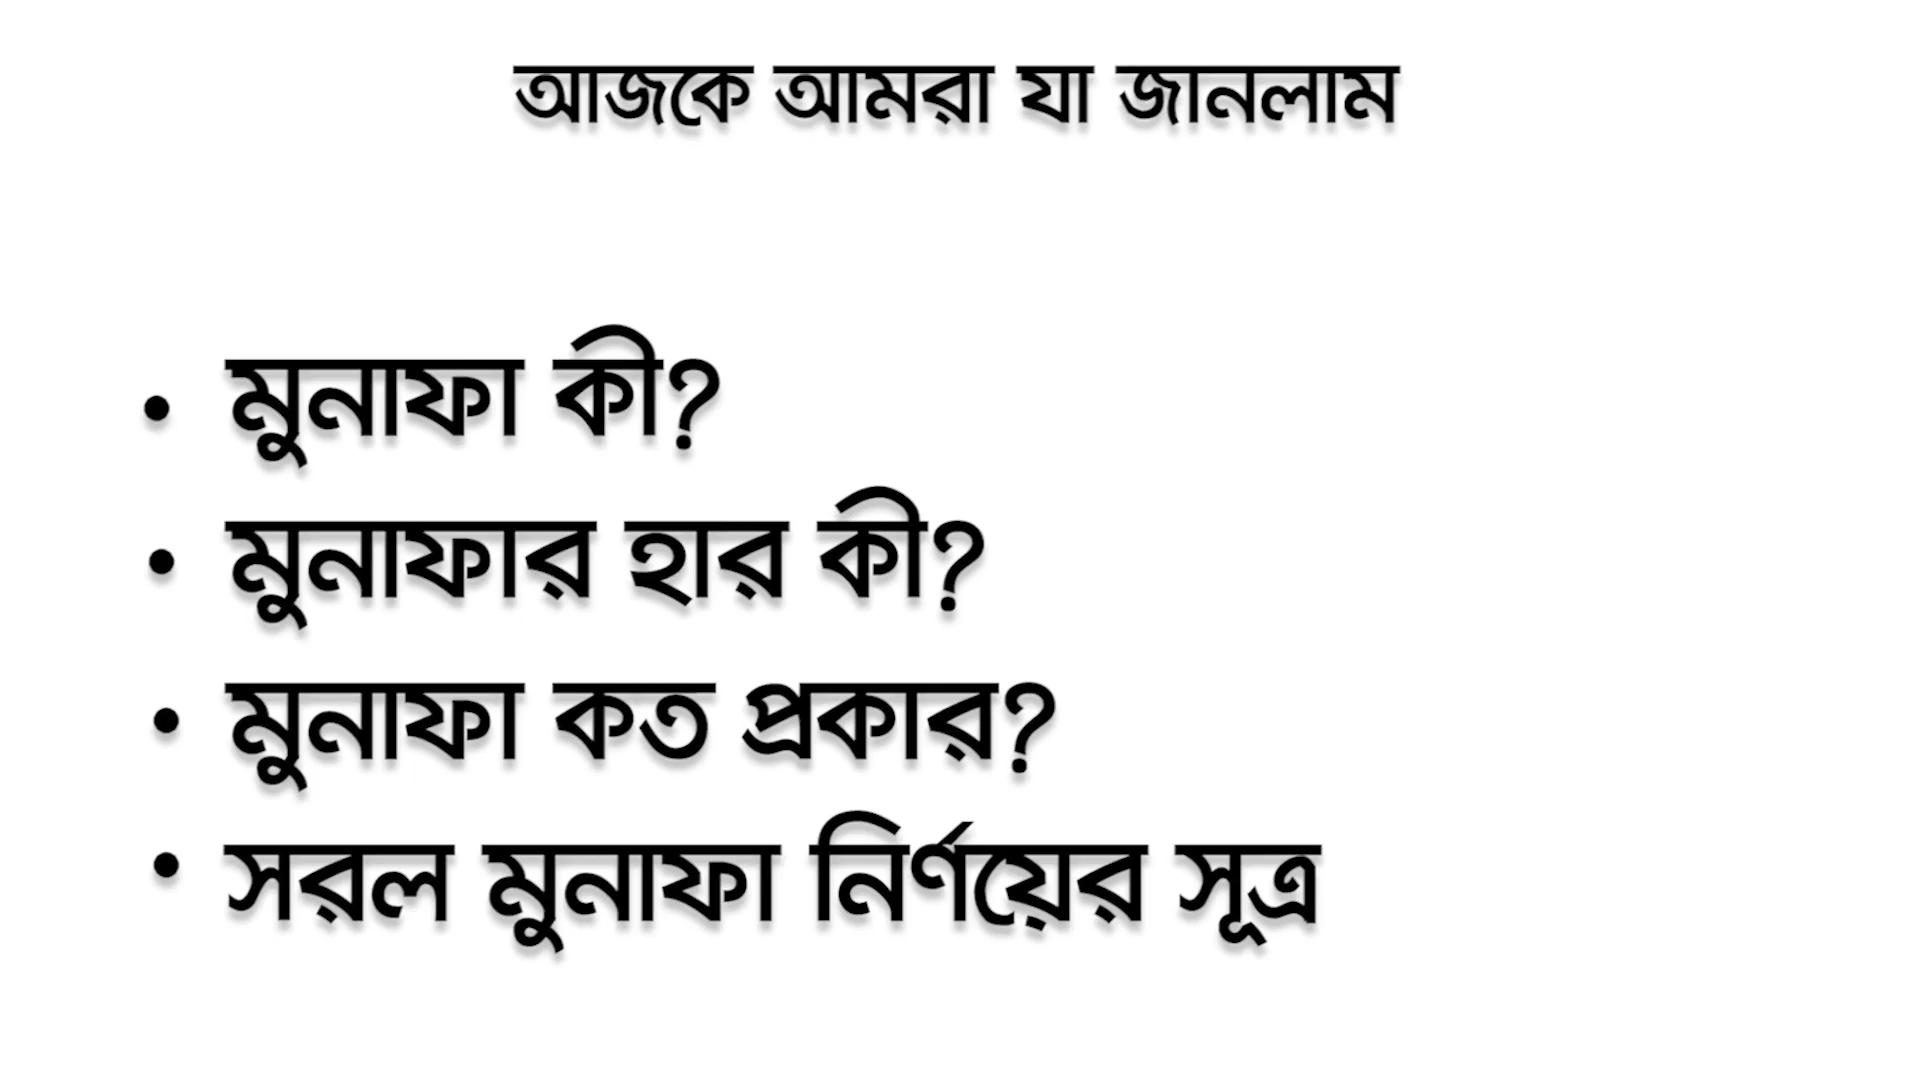 আজকে আমরা যা জানলাম
• মুনাফা কী?
• মুনাফার হার কী?
• মুনাফা কত প্রকার?
• সরল মুনাফা নির্ণয়ের সূত্র